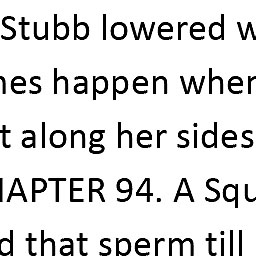 Stubb lowered w
nes happen when
t along her sides
HAPTER 94. A Squ
d that sperm till